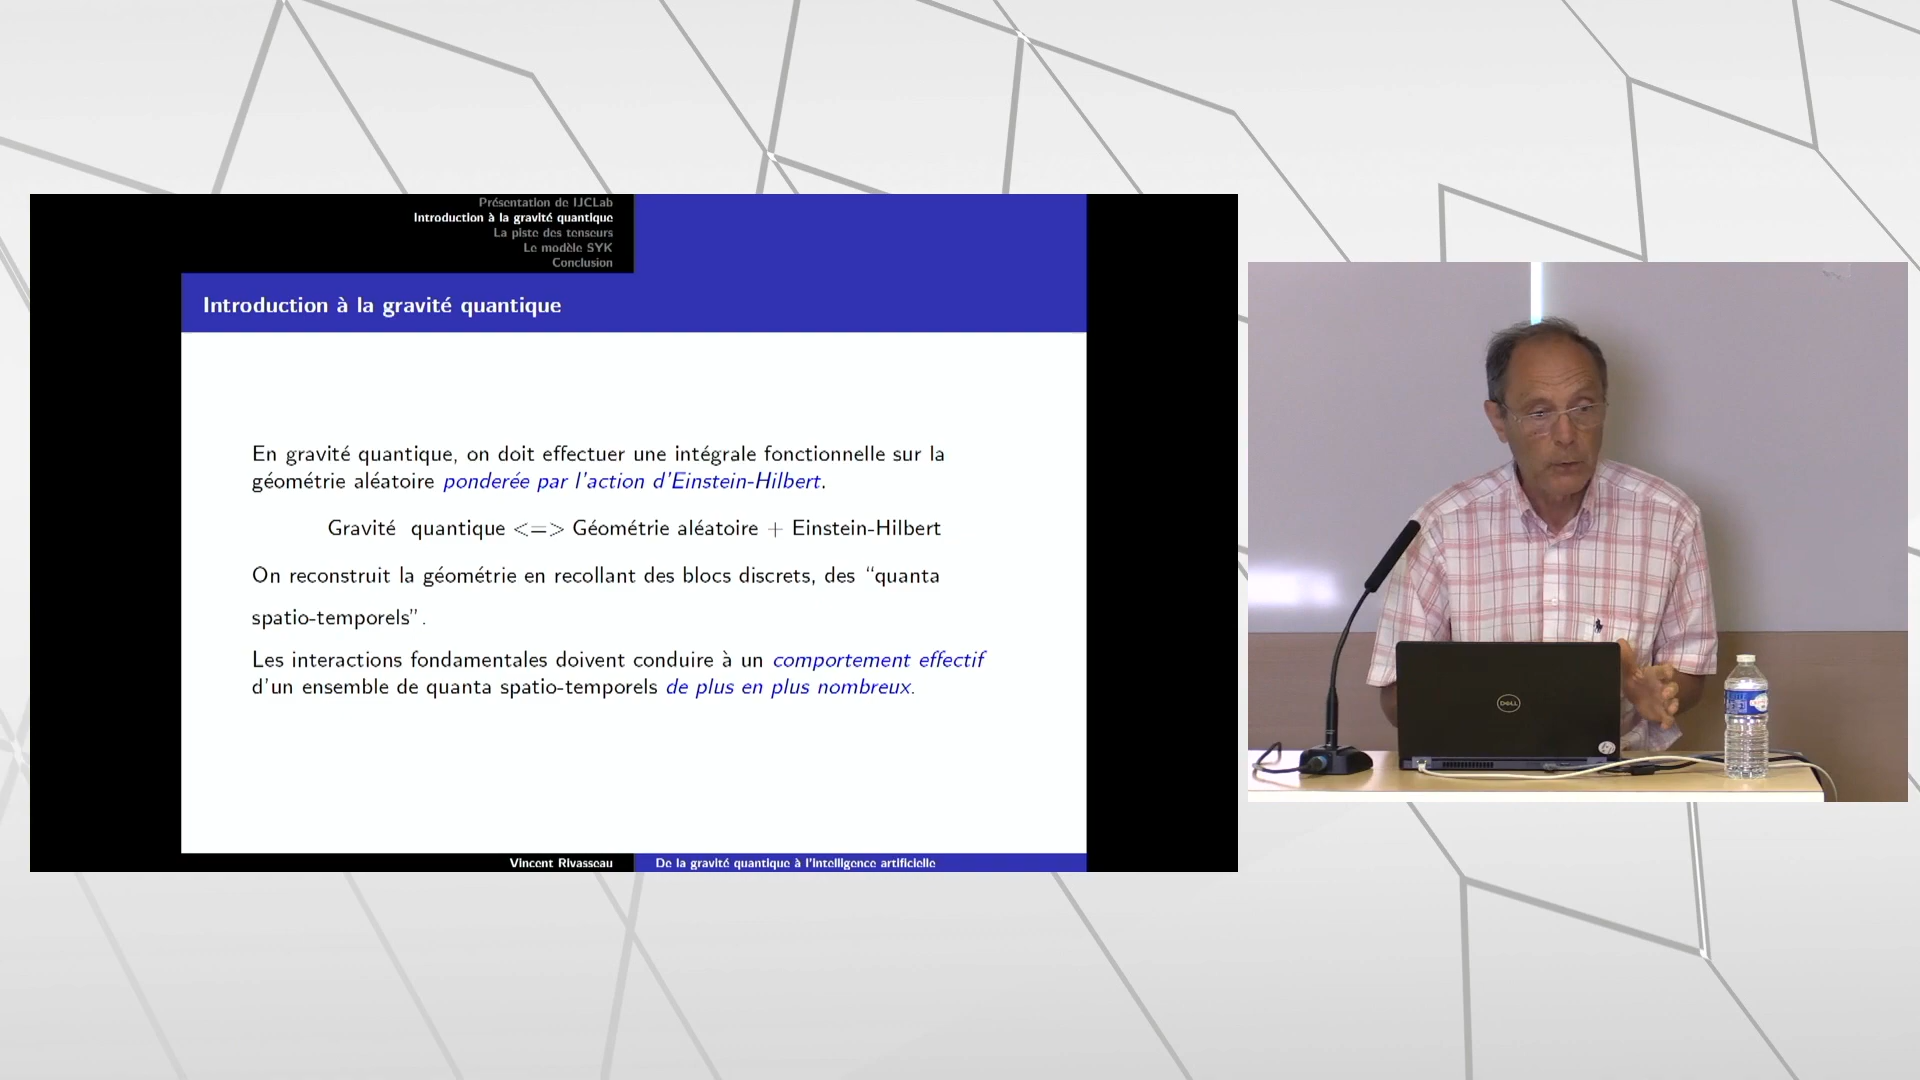 Présentation de IJCLab
Introduction à la gravité quantique
La piste des tenseurs
Le modèle SYK
Conclusion
Introduction à la gravité quantique
En gravité quantique, on doit effectuer une intégrale fonctionnelle sur la
géométrie aléatoire ponderée par l'action d'Einstein-Hilbert.
Gravité quantique <=> Géométrie aléatoire + Einstein-Hilbert
On reconstruit la géométrie en recollant des blocs discrets, des “quanta
spatio-temporels”.
Les interactions fondamentales doivent conduire à un comportement effectif
d'un ensemble de quanta spatio-temporels de plus en plus nombreux.
Vincent Rivasseau
De la gravité quantique à l'intelligence artificielle
DELL